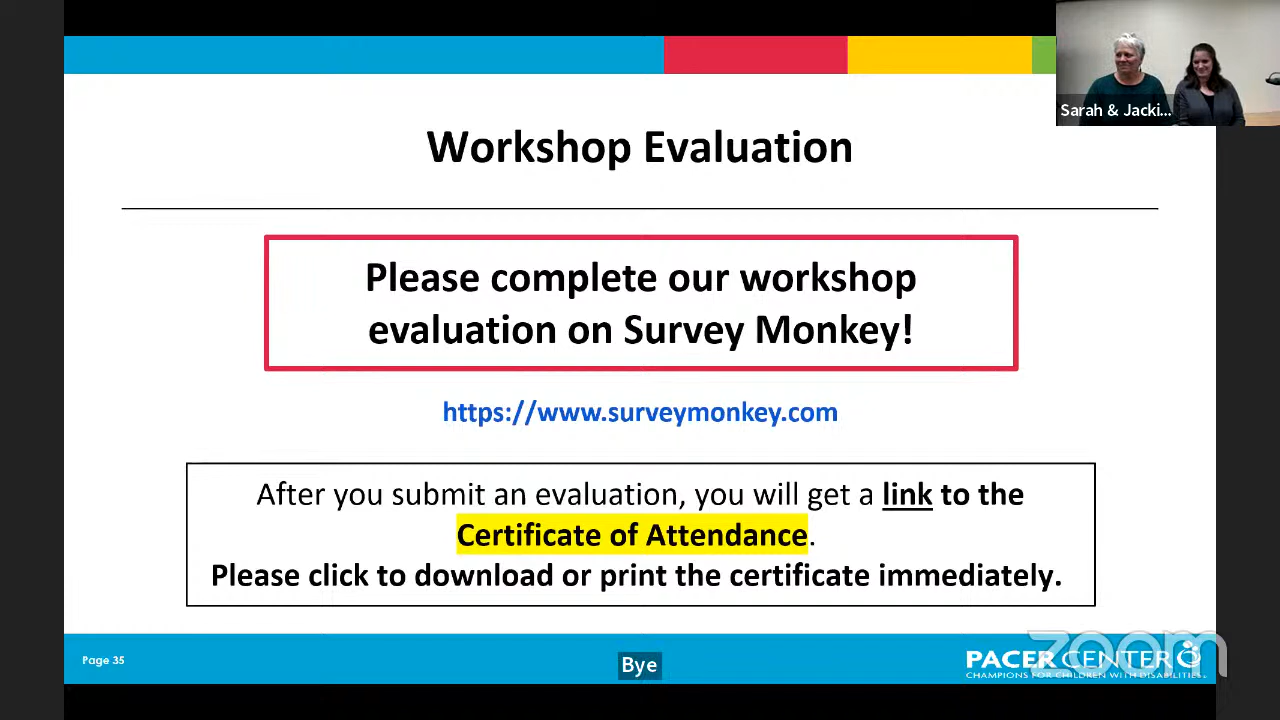 Sarah & Jacki...
Workshop Evaluation
Please complete our workshop
evaluation on Survey Monkey!
https://www.surveymonkey.com
After you submit an evaluation, you will get a link to the
Certificate of Attendance.
Please click to download or print the certificate immediately.
Page 35
Bye
zoom
PACER CENTER
CHAMPIONS FOR CHILDREN WITH DISABILITIES